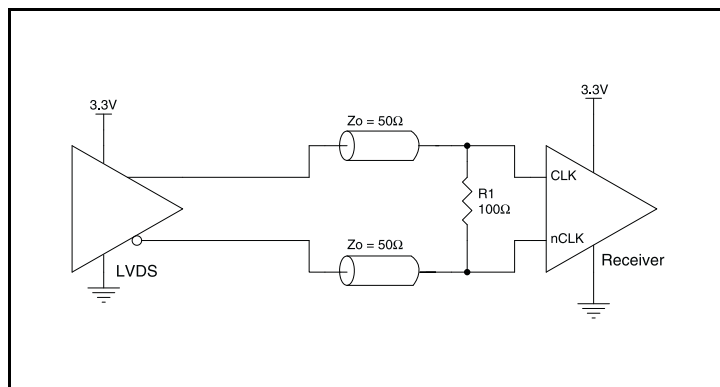 3.3V
LVDS
Zo = 50Ω
Zo = 50Ω
R1
100Ω
3.3V
CLK
nCLK
Receiver